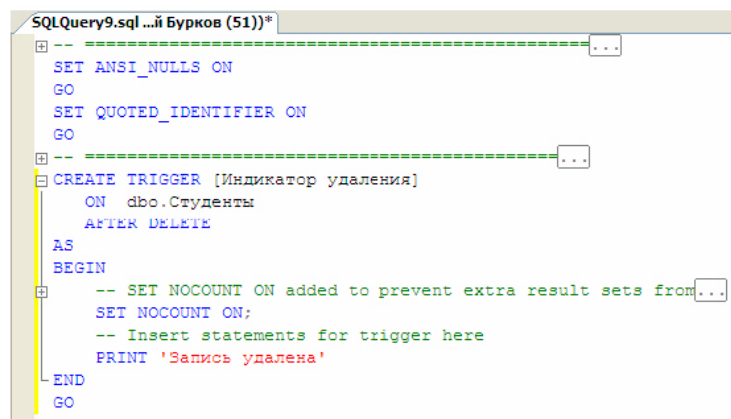 SQLQuery9.sql ...й Бурков (51))*
-- ================================================...
SET ANSI_NULLS ON
GO
SET QUOTED_IDENTIFIER ON
GO
-- =============================================...
CREATE TRIGGER [Индикатор удаления]
ON dbo.Студенты
AFTER DELETE
AS
BEGIN
-- SET NOCOUNT ON added to prevent extra result sets from...
SET NOCOUNT ON;
-- Insert statements for trigger here
PRINT 'Запись удалена'
END
GO